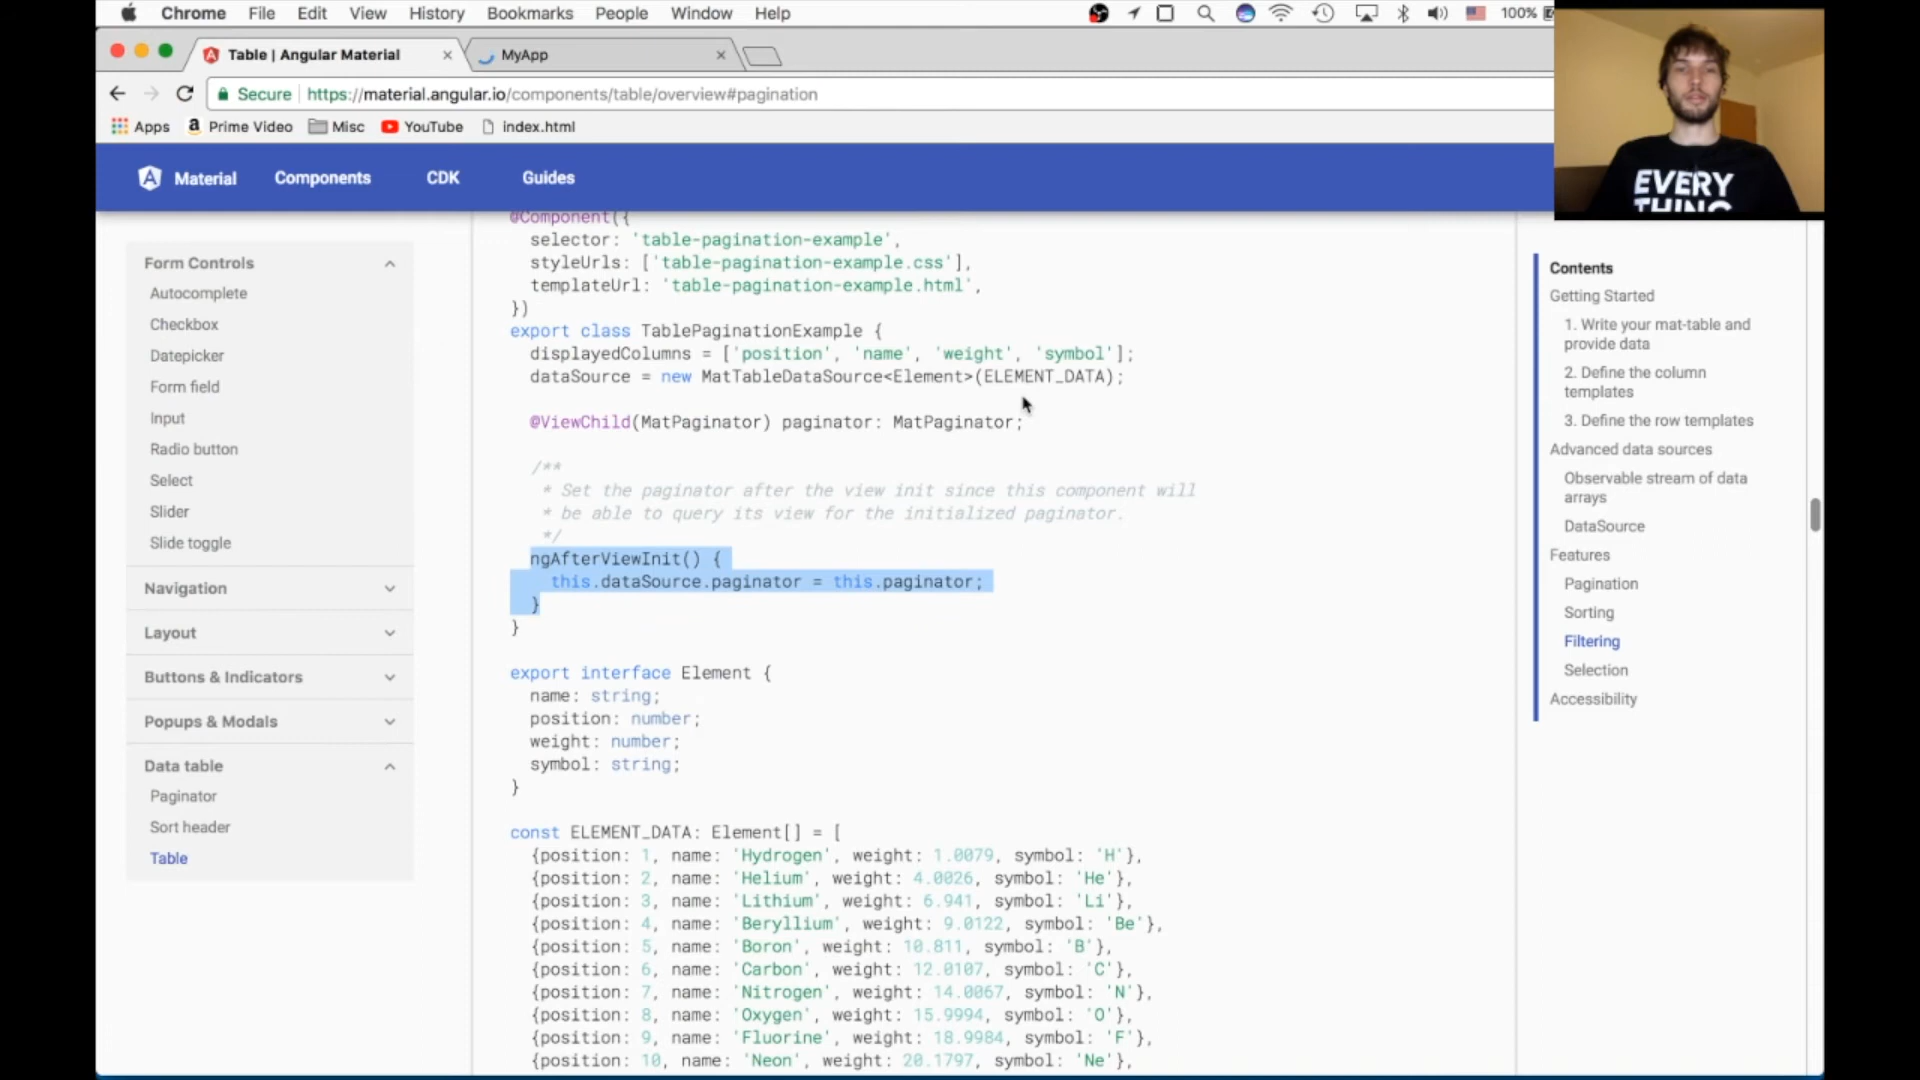 Chrome File Edit View History Bookmarks People Window Help 100%
Table | Angular Material MyApp
Secure https://material.angular.io/components/table/overview#pagination
Apps Prime Video Misc YouTube index.html
Material Components CDK Guides
EVERY
THING
Form Controls
Autocomplete
Checkbox
Datepicker
Form field
Input
Radio button
Select
Slider
Slide toggle
Navigation
Layout
Buttons & Indicators
Popups & Modals
Data table
Paginator
Sort header
Table
@Component({
selector: 'table-pagination-example',
styleUrls: ['table-pagination-example.css'],
templateUrl: 'table-pagination-example.html',
})
export class TablePaginationExample {
displayedColumns = ['position', 'name', 'weight', 'symbol'];
dataSource = new MatTableDataSource<Element>(ELEMENT_DATA);
@ViewChild(MatPaginator) paginator: MatPaginator;
/**
* Set the paginator after the view init since this component will
* be able to query its view for the initialized paginator.
*/
ngAfterViewInit() {
this.dataSource.paginator = this.paginator;
}
}
export interface Element {
name: string;
position: number;
weight: number;
symbol: string;
}
const ELEMENT_DATA: Element[] = [
{position: 1, name: 'Hydrogen', weight: 1.0079, symbol: 'H'},
{position: 2, name: 'Helium', weight: 4.0026, symbol: 'He'},
{position: 3, name: 'Lithium', weight: 6.941, symbol: 'Li'},
{position: 4, name: 'Beryllium', weight: 9.0122, symbol: 'Be'},
{position: 5, name: 'Boron', weight: 10.811, symbol: 'B'},
{position: 6, name: 'Carbon', weight: 12.0107, symbol: 'C'},
{position: 7, name: 'Nitrogen', weight: 14.0067, symbol: 'N'},
{position: 8, name: 'Oxygen', weight: 15.9994, symbol: 'O'},
{position: 9, name: 'Fluorine', weight: 18.9984, symbol: 'F'},
{position: 10, name: 'Neon', weight: 20.1797, symbol: 'Ne'},
Contents
Getting Started
1. Write your mat-table and
provide data
2. Define the column
templates
3. Define the row templates
Advanced data sources
Observable stream of data
arrays
DataSource
Features
Pagination
Sorting
Filtering
Selection
Accessibility